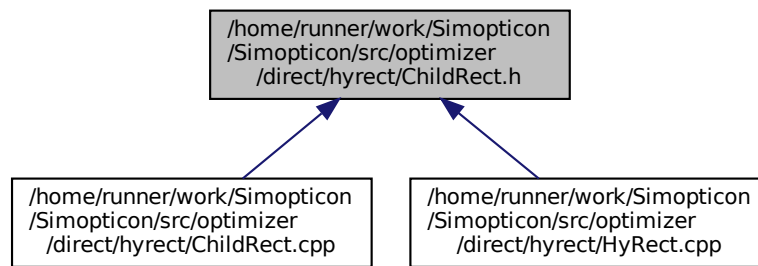 /home/runner/work/Simopticon
/Simopticon/src/optimizer
/direct/hyrect/ChildRect.h
/home/runner/work/Simopticon
/Simopticon/src/optimizer
/direct/hyrect/ChildRect.cpp
/home/runner/work/Simopticon
/Simopticon/src/optimizer
/direct/hyrect/HyRect.cpp